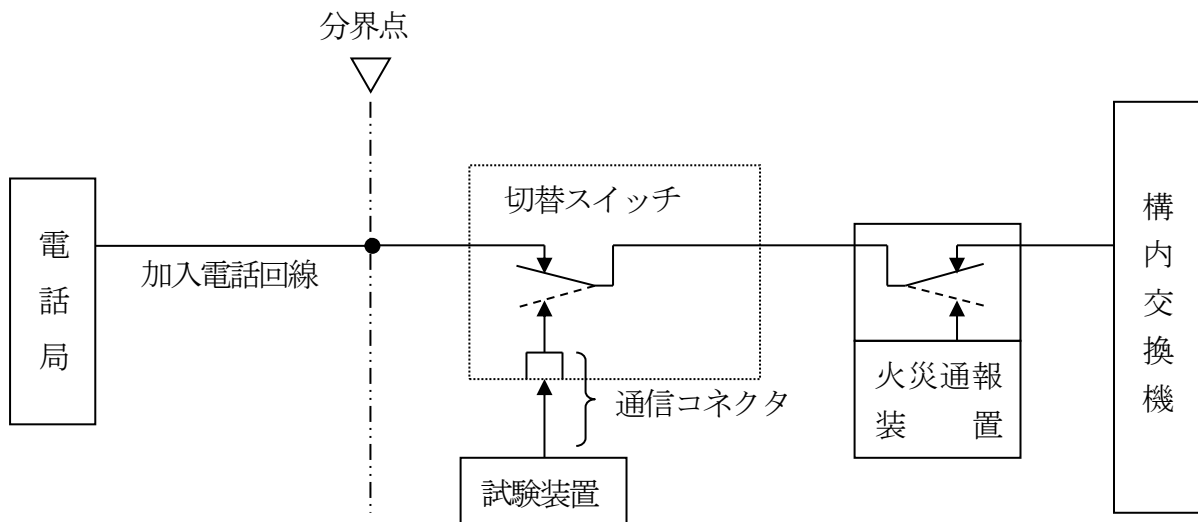 分界点
切替スイッチ
電話局
加入電話回線
構内交換機
火災通報
装置
通信コネクタ
試験装置